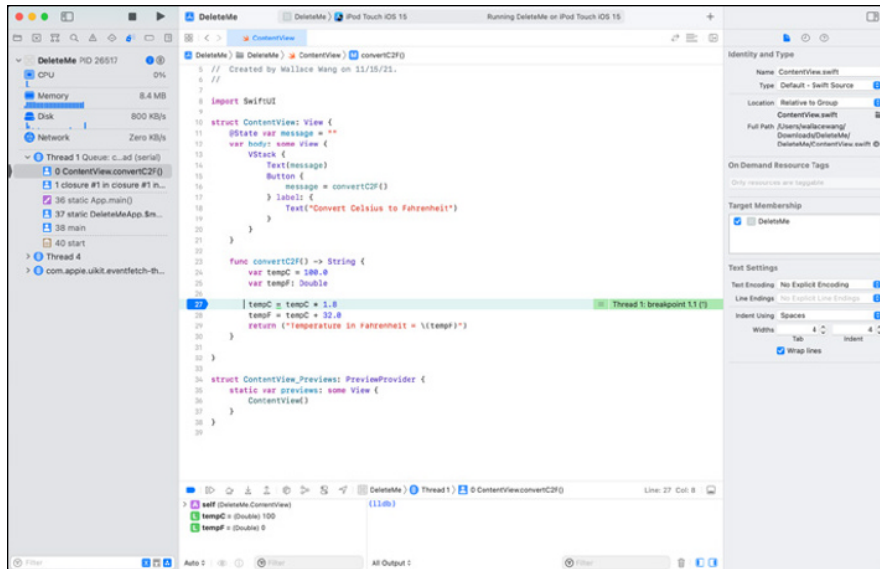 DeleteMe
DeleteMe ⟩ iPod Touch iOS 15
Running DeleteMe on iPod Touch iOS 15
ContentView
DeleteMe PID 26517
CPU 0%
Memory 8.4 MB
Disk 800 KB/s
Network Zero KB/s
Thread 1 Queue: c...ad (serial)
0 ContentView.convertC2F()
1 closure #1 in closure #1 in...
36 static App.main()
37 static DeleteMeApp.$m...
38 main
40 start
Thread 4
com.apple.uikit.eventfetch-th...
Filter
DeleteMe ⟩ DeleteMe ⟩ ContentView ⟩ M convertC2F()
5 // Created by Wallace Wang on 11/15/21.
6 //
7
8 import SwiftUI
9
10 struct ContentView: View {
11 @State var message = ""
12 var body: some View {
13 VStack {
14 Text(message)
15 Button {
16 message = convertC2F()
17 } label: {
18 Text("Convert Celsius to Fahrenheit")
19 }
20 }
21 }
22
23 func convertC2F() -> String {
24 var tempC = 100.0
25 var tempF: Double
26
27 tempC = tempC * 1.8
Thread 1: breakpoint 1.1 (1)
28 tempF = tempC + 32.0
29 return ("Temperature in Fahrenheit = \(tempF)")
30 }
31
32 }
33
34 struct ContentView_Previews: PreviewProvider {
35 static var previews: some View {
36 ContentView()
37 }
38 }
39
DeleteMe ⟩ Thread 1 ⟩ 0 ContentView.convertC2F()
Line: 27 Col: 8
A self (DeleteMe.ContentView)
L tempC = (Double) 100
L tempF = (Double) 0
(lldb)
Auto
Filter
All Output
Filter
Identity and Type
Name ContentView.swift
Type Default - Swift Source
Location Relative to Group
ContentView.swift
Full Path /Users/wallacewang/
Downloads/DeleteMe/
DeleteMe/ContentView.swift
On Demand Resource Tags
Only resources are taggable
Target Membership
DeleteMe
Text Settings
Text Encoding No Explicit Encoding
Line Endings No Explicit Line Endings
Indent Using Spaces
Widths 4 4
Tab Indent
Wrap lines